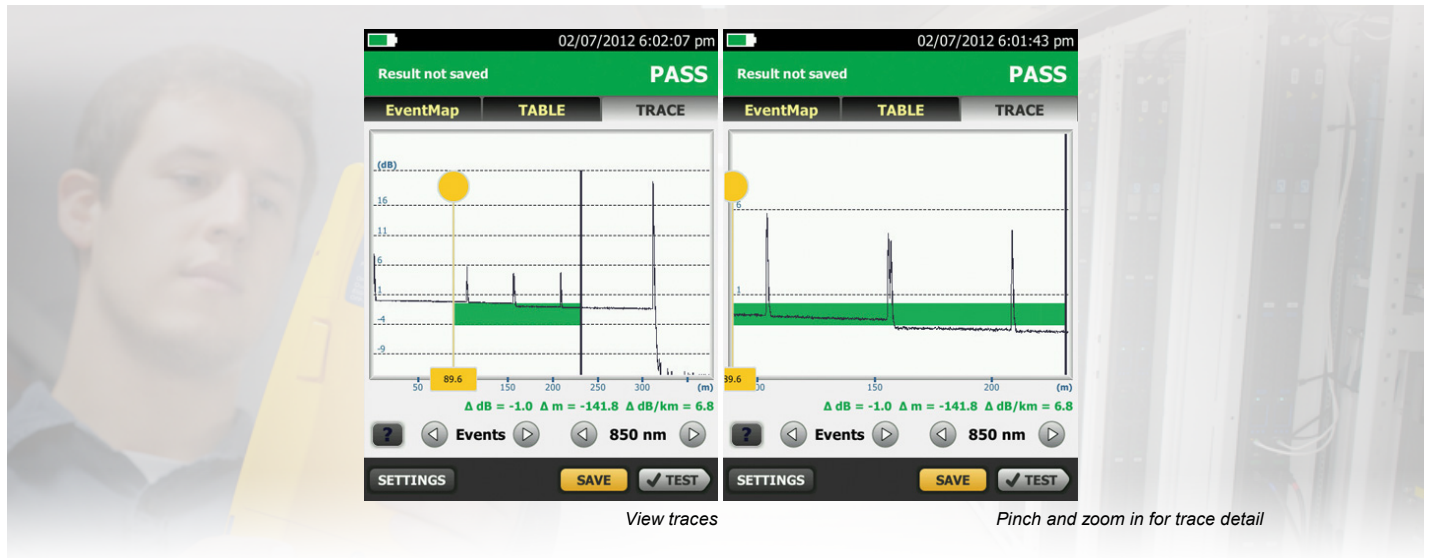 02/07/2012 6:02:07 pm
Result not saved PASS
EventMap TABLE TRACE
(dB)
16
11
6
1
-4
-9
50 89.6 150 200 250 300 (m)
Δ dB = -1.0 Δ m = -141.8 Δ dB/km = 6.8
? Events 850 nm
SETTINGS SAVE TEST
View traces
02/07/2012 6:01:43 pm
Result not saved PASS
EventMap TABLE TRACE
6
1
9.6 00 150 200 (m)
Δ dB = -1.0 Δ m = -141.8 Δ dB/km = 6.8
? Events 850 nm
SETTINGS SAVE TEST
Pinch and zoom in for trace detail